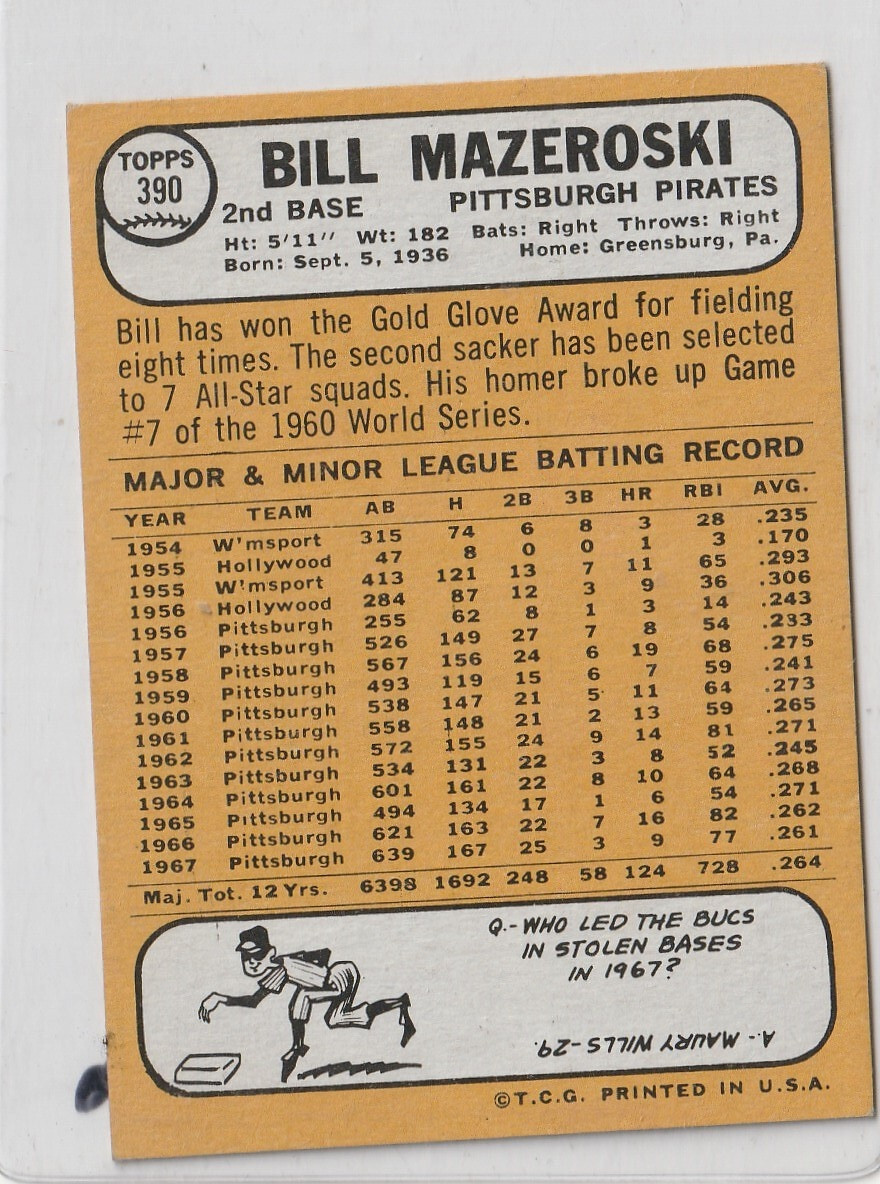 TOPPS
390
BILL MAZEROSKI
2nd BASE PITTSBURGH PIRATES
Ht: 5'11" Wt: 182 Bats: Right Throws: Right
Born: Sept. 5, 1936 Home: Greensburg, Pa.
Bill has won the Gold Glove Award for fielding
eight times. The second sacker has been selected
to 7 All-Star squads. His homer broke up Game
#7 of the 1960 World Series.
MAJOR & MINOR LEAGUE BATTING RECORD
YEAR TEAM AB H 2B 3B HR RBI AVG.
1954 W'msport 315 74 6 8 3 28 .235
1955 Hollywood 47 8 0 0 1 3 .170
1955 W'msport 413 121 13 7 11 65 .293
1956 Hollywood 284 87 12 3 9 36 .306
1956 Pittsburgh 255 62 8 1 3 14 .243
1957 Pittsburgh 526 149 27 7 8 54 .233
1958 Pittsburgh 567 156 24 6 19 68 .275
1959 Pittsburgh 493 119 15 6 7 59 .241
1960 Pittsburgh 538 147 21 5 11 64 .273
1961 Pittsburgh 558 148 21 2 13 59 .265
1962 Pittsburgh 572 155 24 9 14 81 .271
1963 Pittsburgh 534 131 22 3 8 52 .245
1964 Pittsburgh 601 161 22 8 10 64 .268
1965 Pittsburgh 494 134 17 1 6 54 .271
1966 Pittsburgh 621 163 22 7 16 82 .262
1967 Pittsburgh 639 167 25 3 9 77 .261
Maj. Tot. 12 Yrs. 6398 1692 248 58 124 728 .264
Q.-WHO LED THE BUCS
IN STOLEN BASES
IN 1967?
A.- MAURY WILLS-29.
©T.C.G. PRINTED IN U.S.A.